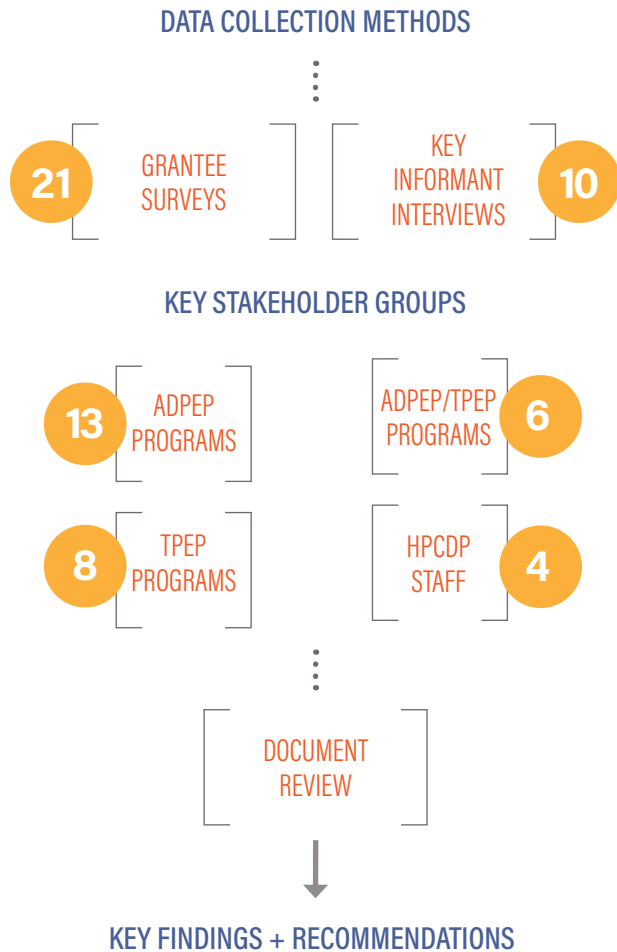 DATA COLLECTION METHODS
21
GRANTEE
SURVEYS
KEY
INFORMANT
INTERVIEWS
10
KEY STAKEHOLDER GROUPS
13
ADPEP
PROGRAMS
ADPEP/TPEP
PROGRAMS
6
8
TPEP
PROGRAMS
HPCDP
STAFF
4
DOCUMENT
REVIEW
KEY FINDINGS + RECOMMENDATIONS